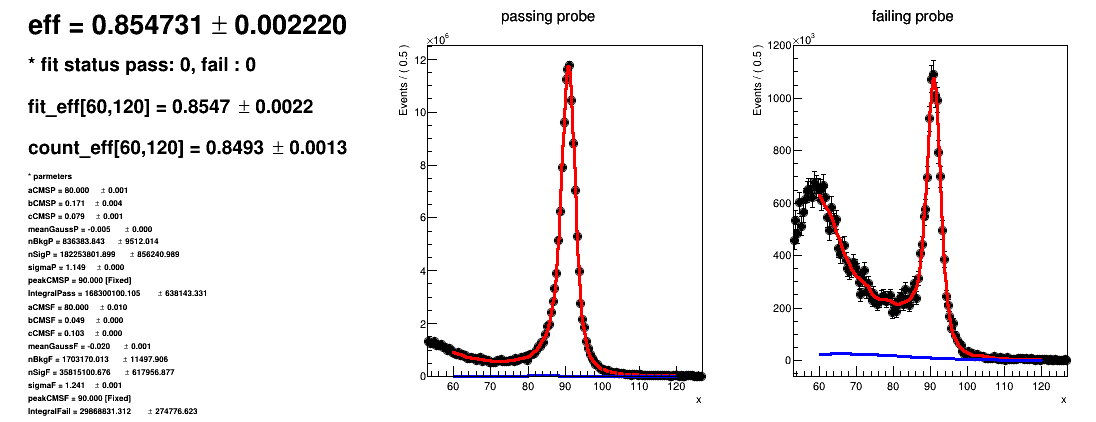 eff = 0.854731 ± 0.002220
* fit status pass: 0, fail : 0
fit_eff[60,120] = 0.8547 ± 0.0022
count_eff[60,120] = 0.8493 ± 0.0013
* parmeters
aCMSP = 80.000 ± 0.001
bCMSP = 0.171 ± 0.004
cCMSP = 0.079 ± 0.001
meanGaussP = -0.005 ± 0.000
nBkgP = 836383.843 ± 9512.014
nSigP = 182253801.899 ± 856240.989
sigmaP = 1.149 ± 0.000
peakCMSP = 90.000 [Fixed]
IntegralPass = 168300100.105 ± 638143.331
aCMSF = 80.000 ± 0.010
bCMSF = 0.049 ± 0.000
cCMSF = 0.103 ± 0.000
meanGaussF = -0.020 ± 0.001
nBkgF = 1703170.013 ± 11497.906
nSigF = 35815100.676 ± 617956.877
sigmaF = 1.241 ± 0.001
peakCMSF = 90.000 [Fixed]
IntegralFail = 29868831.312 ± 274776.623
passing probe
×10⁶
Events / ( 0.5 )
12
10
8
6
4
2
0
60 70 80 90 100 110 120
x
failing probe
×10³
Events / ( 0.5 )
1200
1000
800
600
400
200
0
60 70 80 90 100 110 120
x